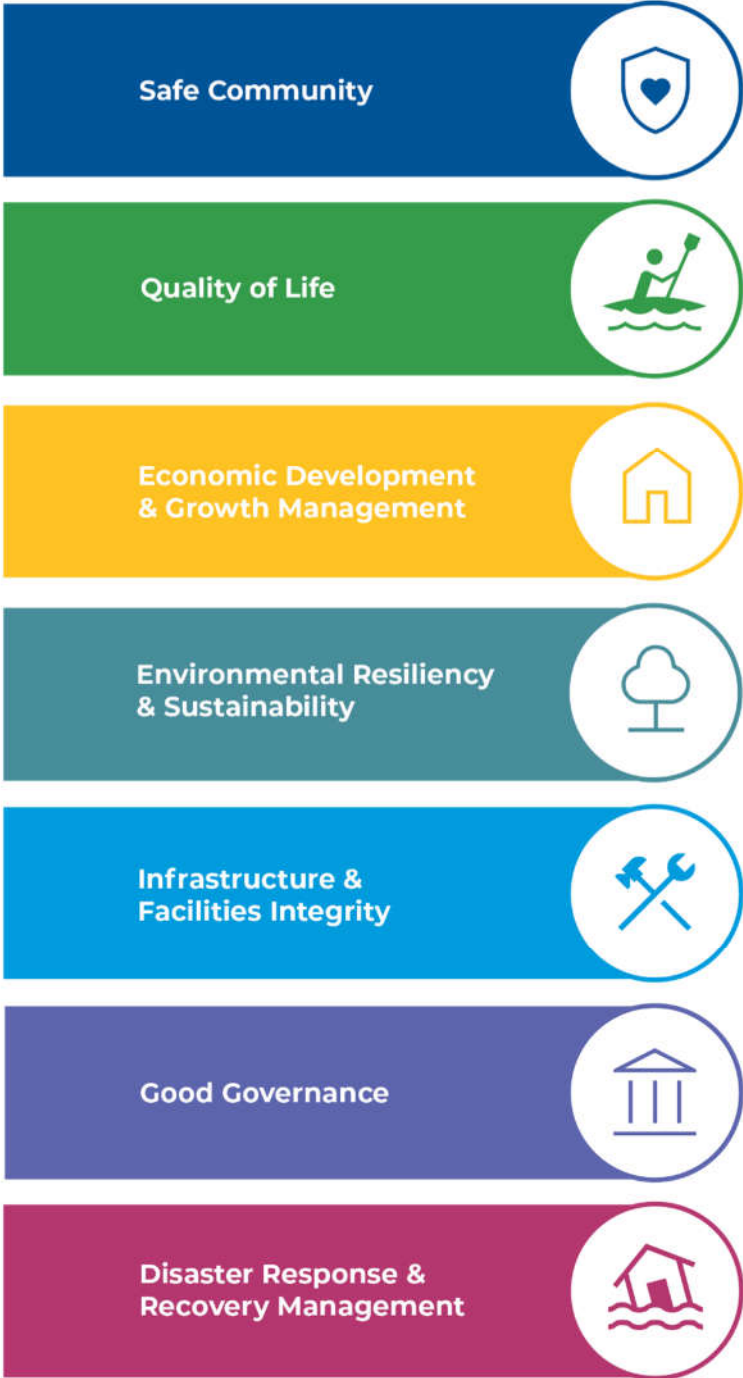 Safe Community
Quality of Life
Economic Development
& Growth Management
Environmental Resiliency
& Sustainability
Infrastructure &
Facilities Integrity
Good Governance
Disaster Response &
Recovery Management